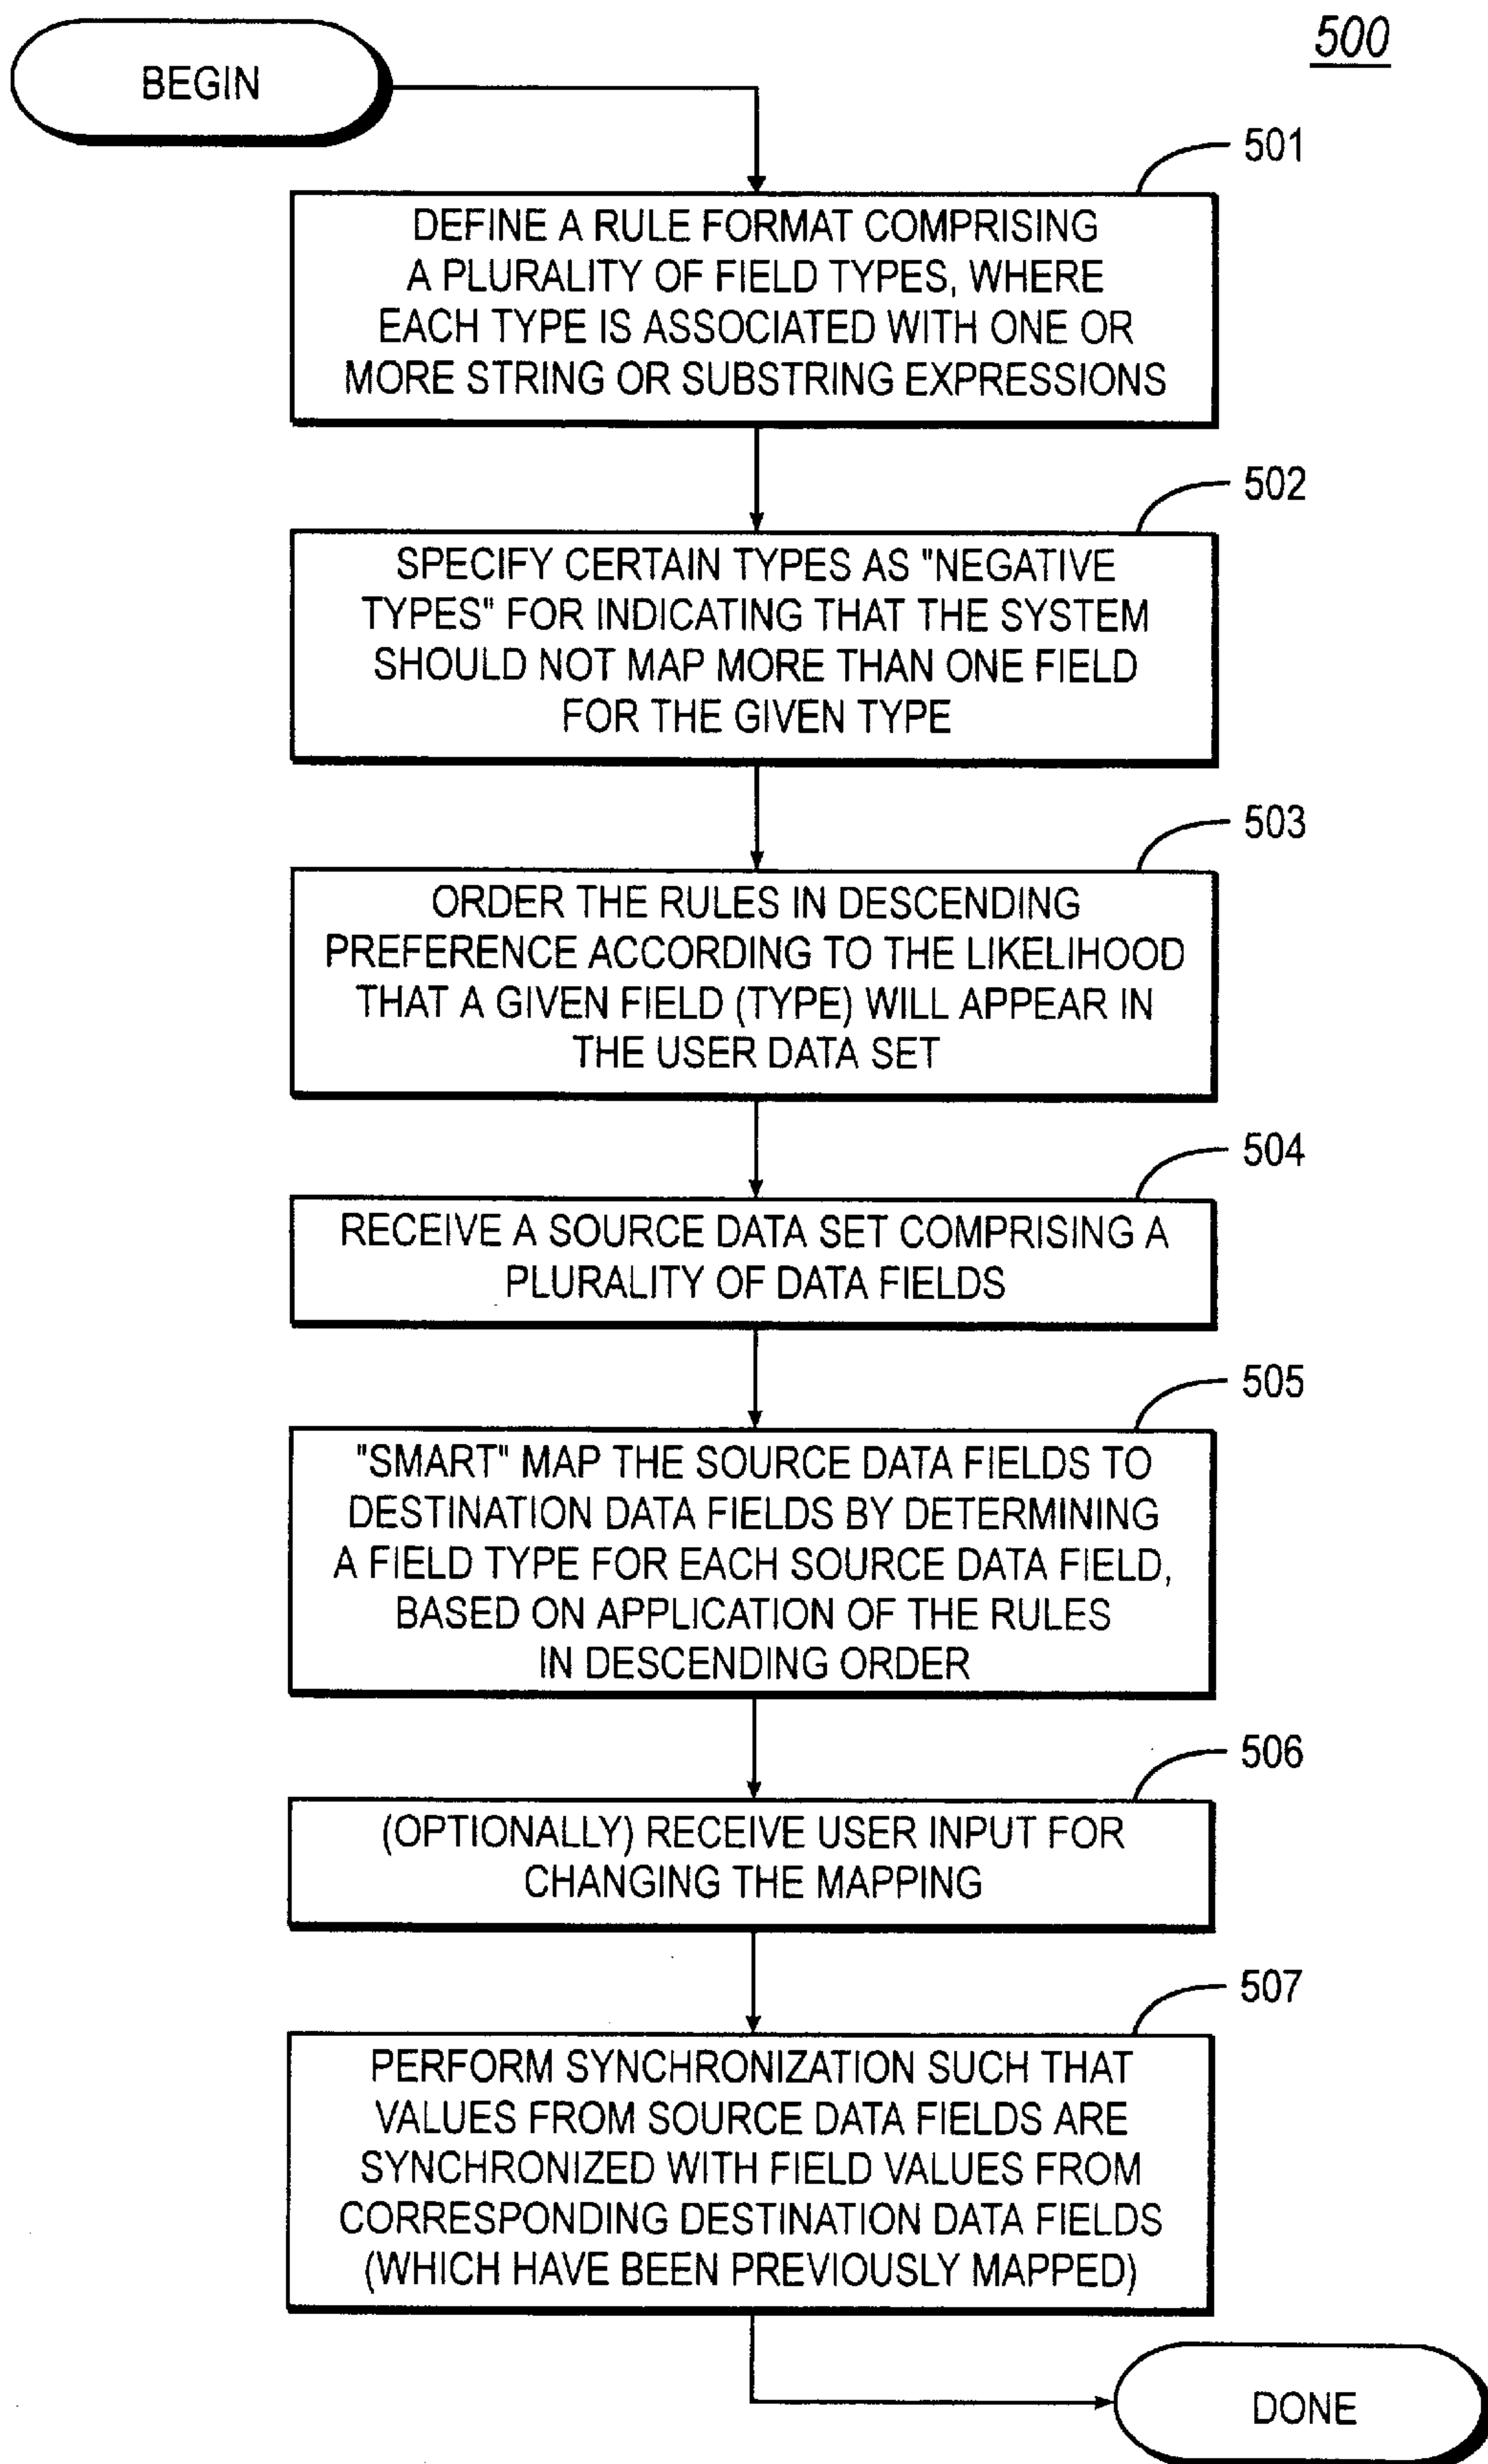 500
BEGIN
501
DEFINE A RULE FORMAT COMPRISING
A PLURALITY OF FIELD TYPES, WHERE
EACH TYPE IS ASSOCIATED WITH ONE OR
MORE STRING OR SUBSTRING EXPRESSIONS
502
SPECIFY CERTAIN TYPES AS "NEGATIVE
TYPES" FOR INDICATING THAT THE SYSTEM
SHOULD NOT MAP MORE THAN ONE FIELD
FOR THE GIVEN TYPE
503
ORDER THE RULES IN DESCENDING
PREFERENCE ACCORDING TO THE LIKELIHOOD
THAT A GIVEN FIELD (TYPE) WILL APPEAR IN
THE USER DATA SET
504
RECEIVE A SOURCE DATA SET COMPRISING A
PLURALITY OF DATA FIELDS
505
"SMART" MAP THE SOURCE DATA FIELDS TO
DESTINATION DATA FIELDS BY DETERMINING
A FIELD TYPE FOR EACH SOURCE DATA FIELD,
BASED ON APPLICATION OF THE RULES
IN DESCENDING ORDER
506
(OPTIONALLY) RECEIVE USER INPUT FOR
CHANGING THE MAPPING
507
PERFORM SYNCHRONIZATION SUCH THAT
VALUES FROM SOURCE DATA FIELDS ARE
SYNCHRONIZED WITH FIELD VALUES FROM
CORRESPONDING DESTINATION DATA FIELDS
(WHICH HAVE BEEN PREVIOUSLY MAPPED)
DONE